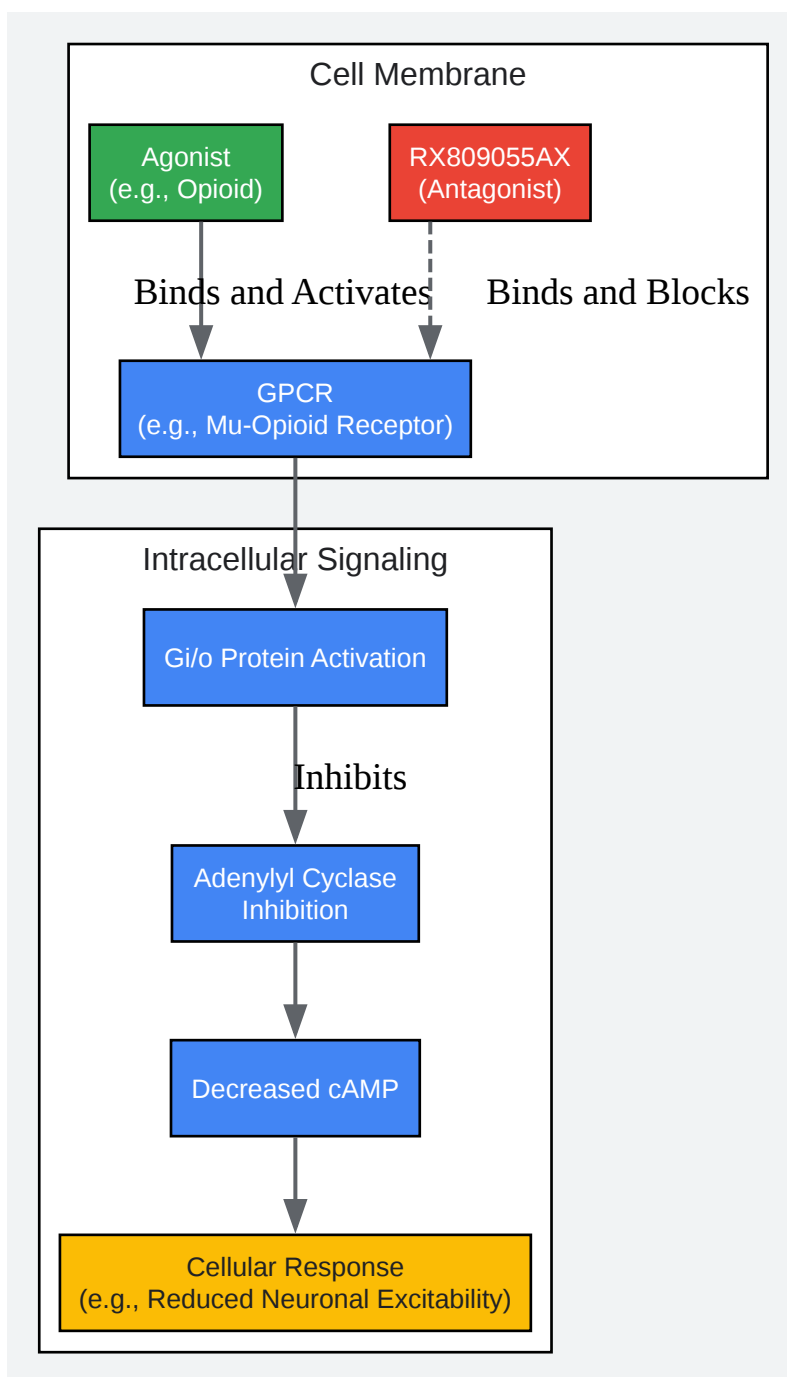 Cell Membrane
Agonist
(e.g., Opioid)
RX809055AX
(Antagonist)
Binds and Activates
Binds and Blocks
GPCR
(e.g., Mu-Opioid Receptor)
Intracellular Signaling
Gi/o Protein Activation
Inhibits
Adenylyl Cyclase
Inhibition
Decreased cAMP
Cellular Response
(e.g., Reduced Neuronal Excitability)